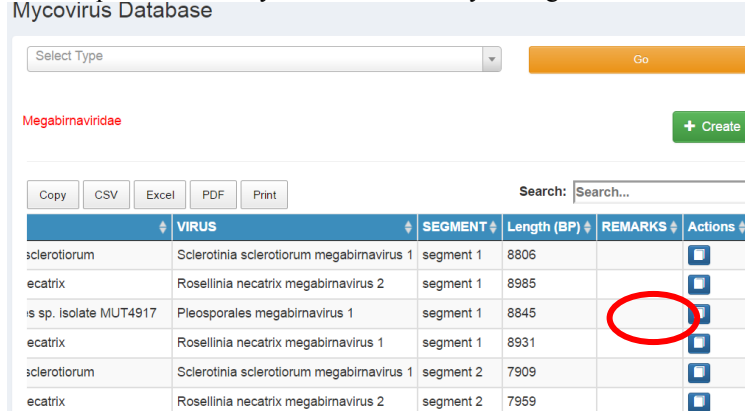 Mycovirus Database
Select Type
Go
Megabirnaviridae
+ Create
Copy CSV Excel PDF Print Search: Search...
VIRUS SEGMENT Length (BP) REMARKS Actions
sclerotiorum Sclerotinia sclerotiorum megabirnavirus 1 segment 1 8806
ecatrix Rosellinia necatrix megabirnavirus 2 segment 1 8985
s sp. isolate MUT4917 Pleosporales megabirnavirus 1 segment 1 8845
ecatrix Rosellinia necatrix megabirnavirus 1 segment 1 8931
sclerotiorum Sclerotinia sclerotiorum megabirnavirus 1 segment 2 7909
ecatrix Rosellinia necatrix megabirnavirus 2 segment 2 7959